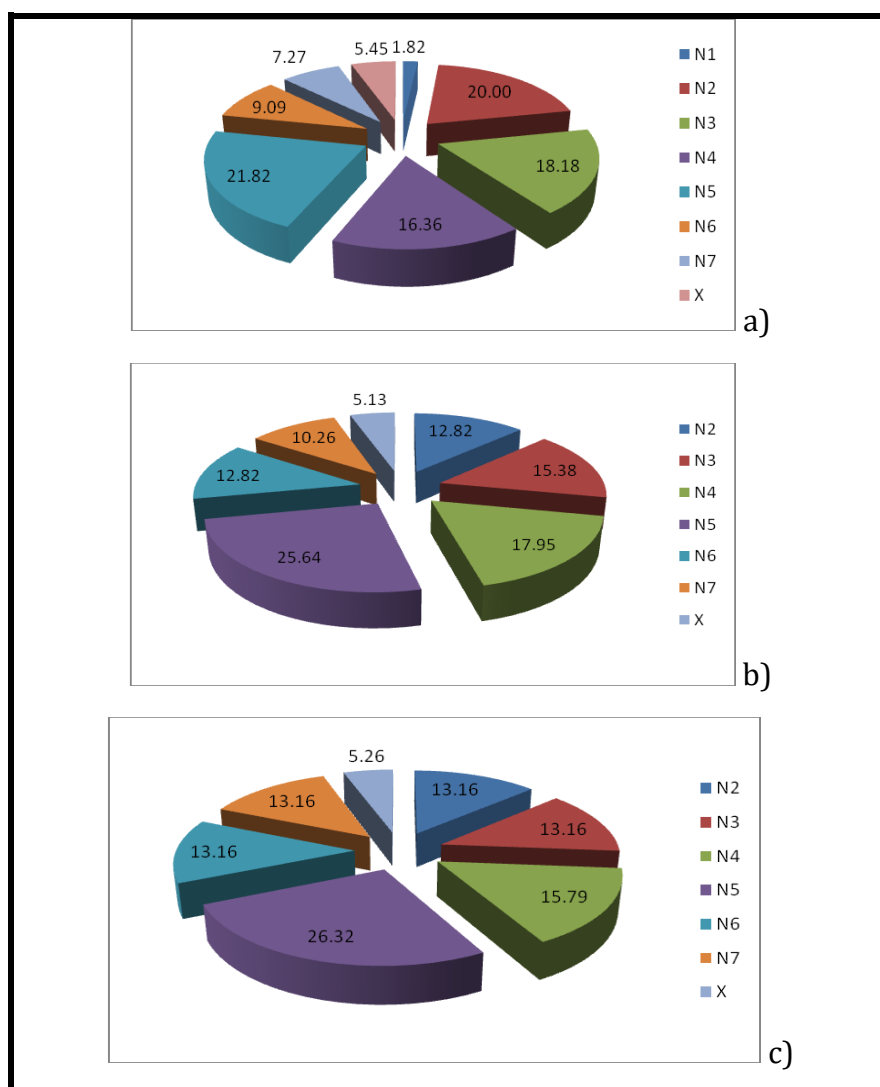 5.45
1.82
7.27
20.00
9.09
18.18
21.82
16.36
N1
N2
N3
N4
N5
N6
N7
X
a)
5.13
12.82
10.26
15.38
12.82
17.95
25.64
N2
N3
N4
N5
N6
N7
X
b)
5.26
13.16
13.16
13.16
13.16
15.79
26.32
N2
N3
N4
N5
N6
N7
X
c)